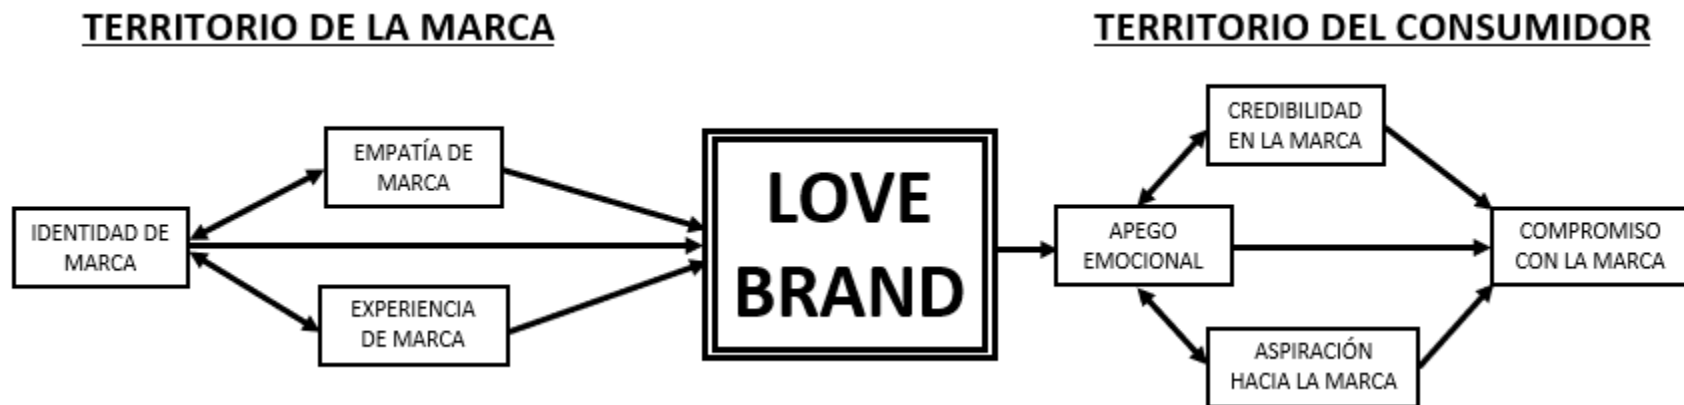 TERRITORIO DE LA MARCA
TERRITORIO DEL CONSUMIDOR
IDENTIDAD DE
MARCA
EMPATÍA DE
MARCA
EXPERIENCIA
DE MARCA
LOVE
BRAND
APEGO
EMOCIONAL
CREDIBILIDAD
EN LA MARCA
ASPIRACIÓN
HACIA LA MARCA
COMPROMISO
CON LA MARCA